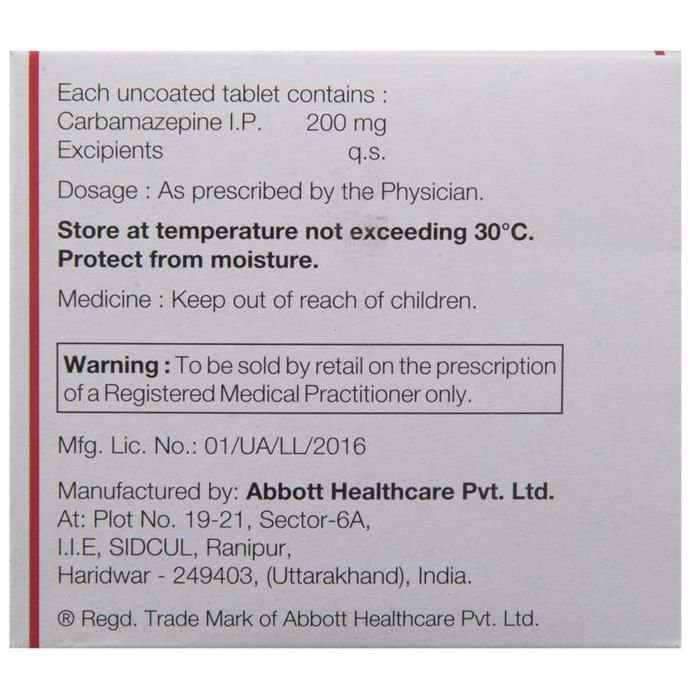 Each uncoated tablet contains :
Carbamazepine I.P. 200 mg
Excipients q.s.
Dosage : As prescribed by the Physician.
Store at temperature not exceeding 30°C.
Protect from moisture.
Medicine : Keep out of reach of children.
Warning : To be sold by retail on the prescription
of a Registered Medical Practitioner only.
Mfg. Lic. No.: 01/UA/LL/2016
Manufactured by: Abbott Healthcare Pvt. Ltd.
At: Plot No. 19-21, Sector-6A,
I.I.E, SIDCUL, Ranipur,
Haridwar - 249403, (Uttarakhand), India.
® Regd. Trade Mark of Abbott Healthcare Pvt. Ltd.